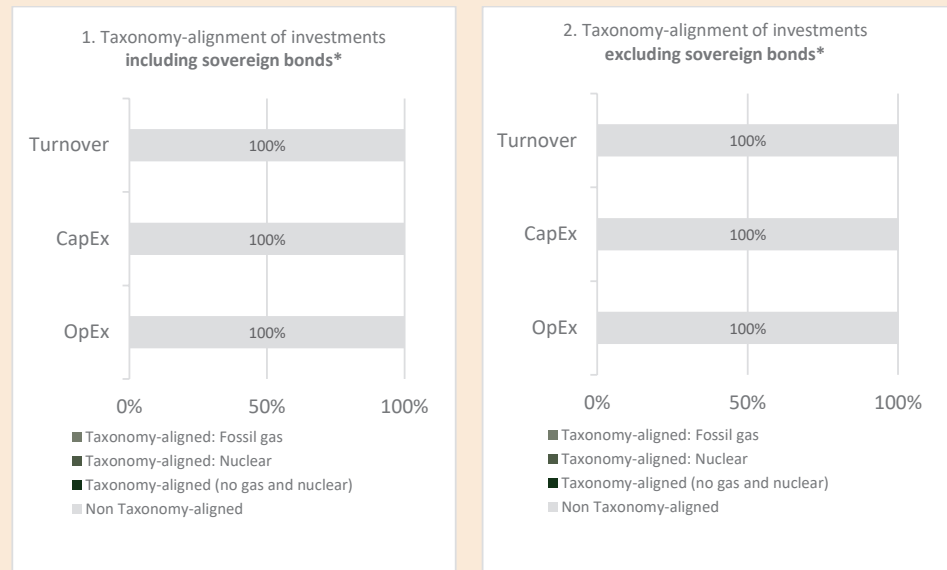 1. Taxonomy-alignment of investments
including sovereign bonds*
Turnover
100%
CapEx
100%
OpEx
100%
0%
50%
100%
Taxonomy-aligned: Fossil gas
Taxonomy-aligned: Nuclear
Taxonomy-aligned (no gas and nuclear)
Non Taxonomy-aligned
2. Taxonomy-alignment of investments
excluding sovereign bonds*
Turnover
100%
CapEx
100%
OpEx
100%
0%
50%
100%
Taxonomy-aligned: Fossil gas
Taxonomy-aligned: Nuclear
Taxonomy-aligned (no gas and nuclear)
Non Taxonomy-aligned